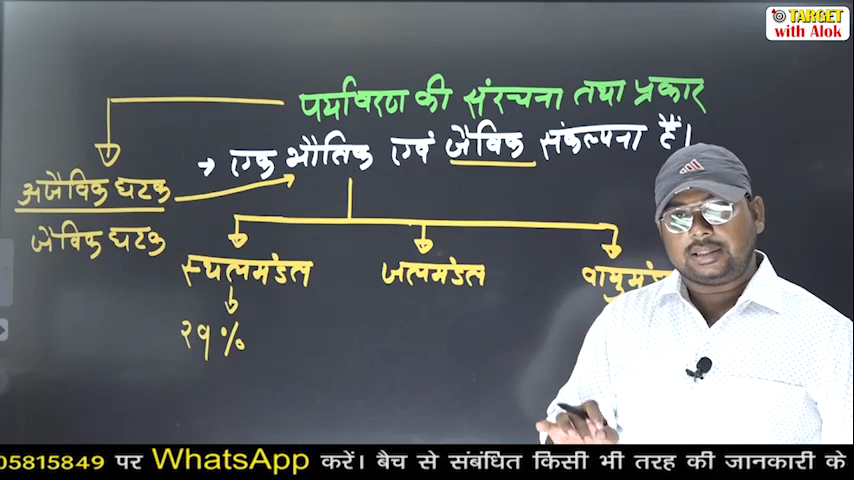 TARGET
with Alok
पर्यावरण की संरचना तथा प्रकार
→ एक भौतिक एवं जैविक संकल्पना है।
अजैविक घटक
जैविक घटक
स्थलमंडल जलमंडल
२९%
05815849 पर WhatsApp करें। बैच से संबंधित किसी भी तरह की जानकारी के